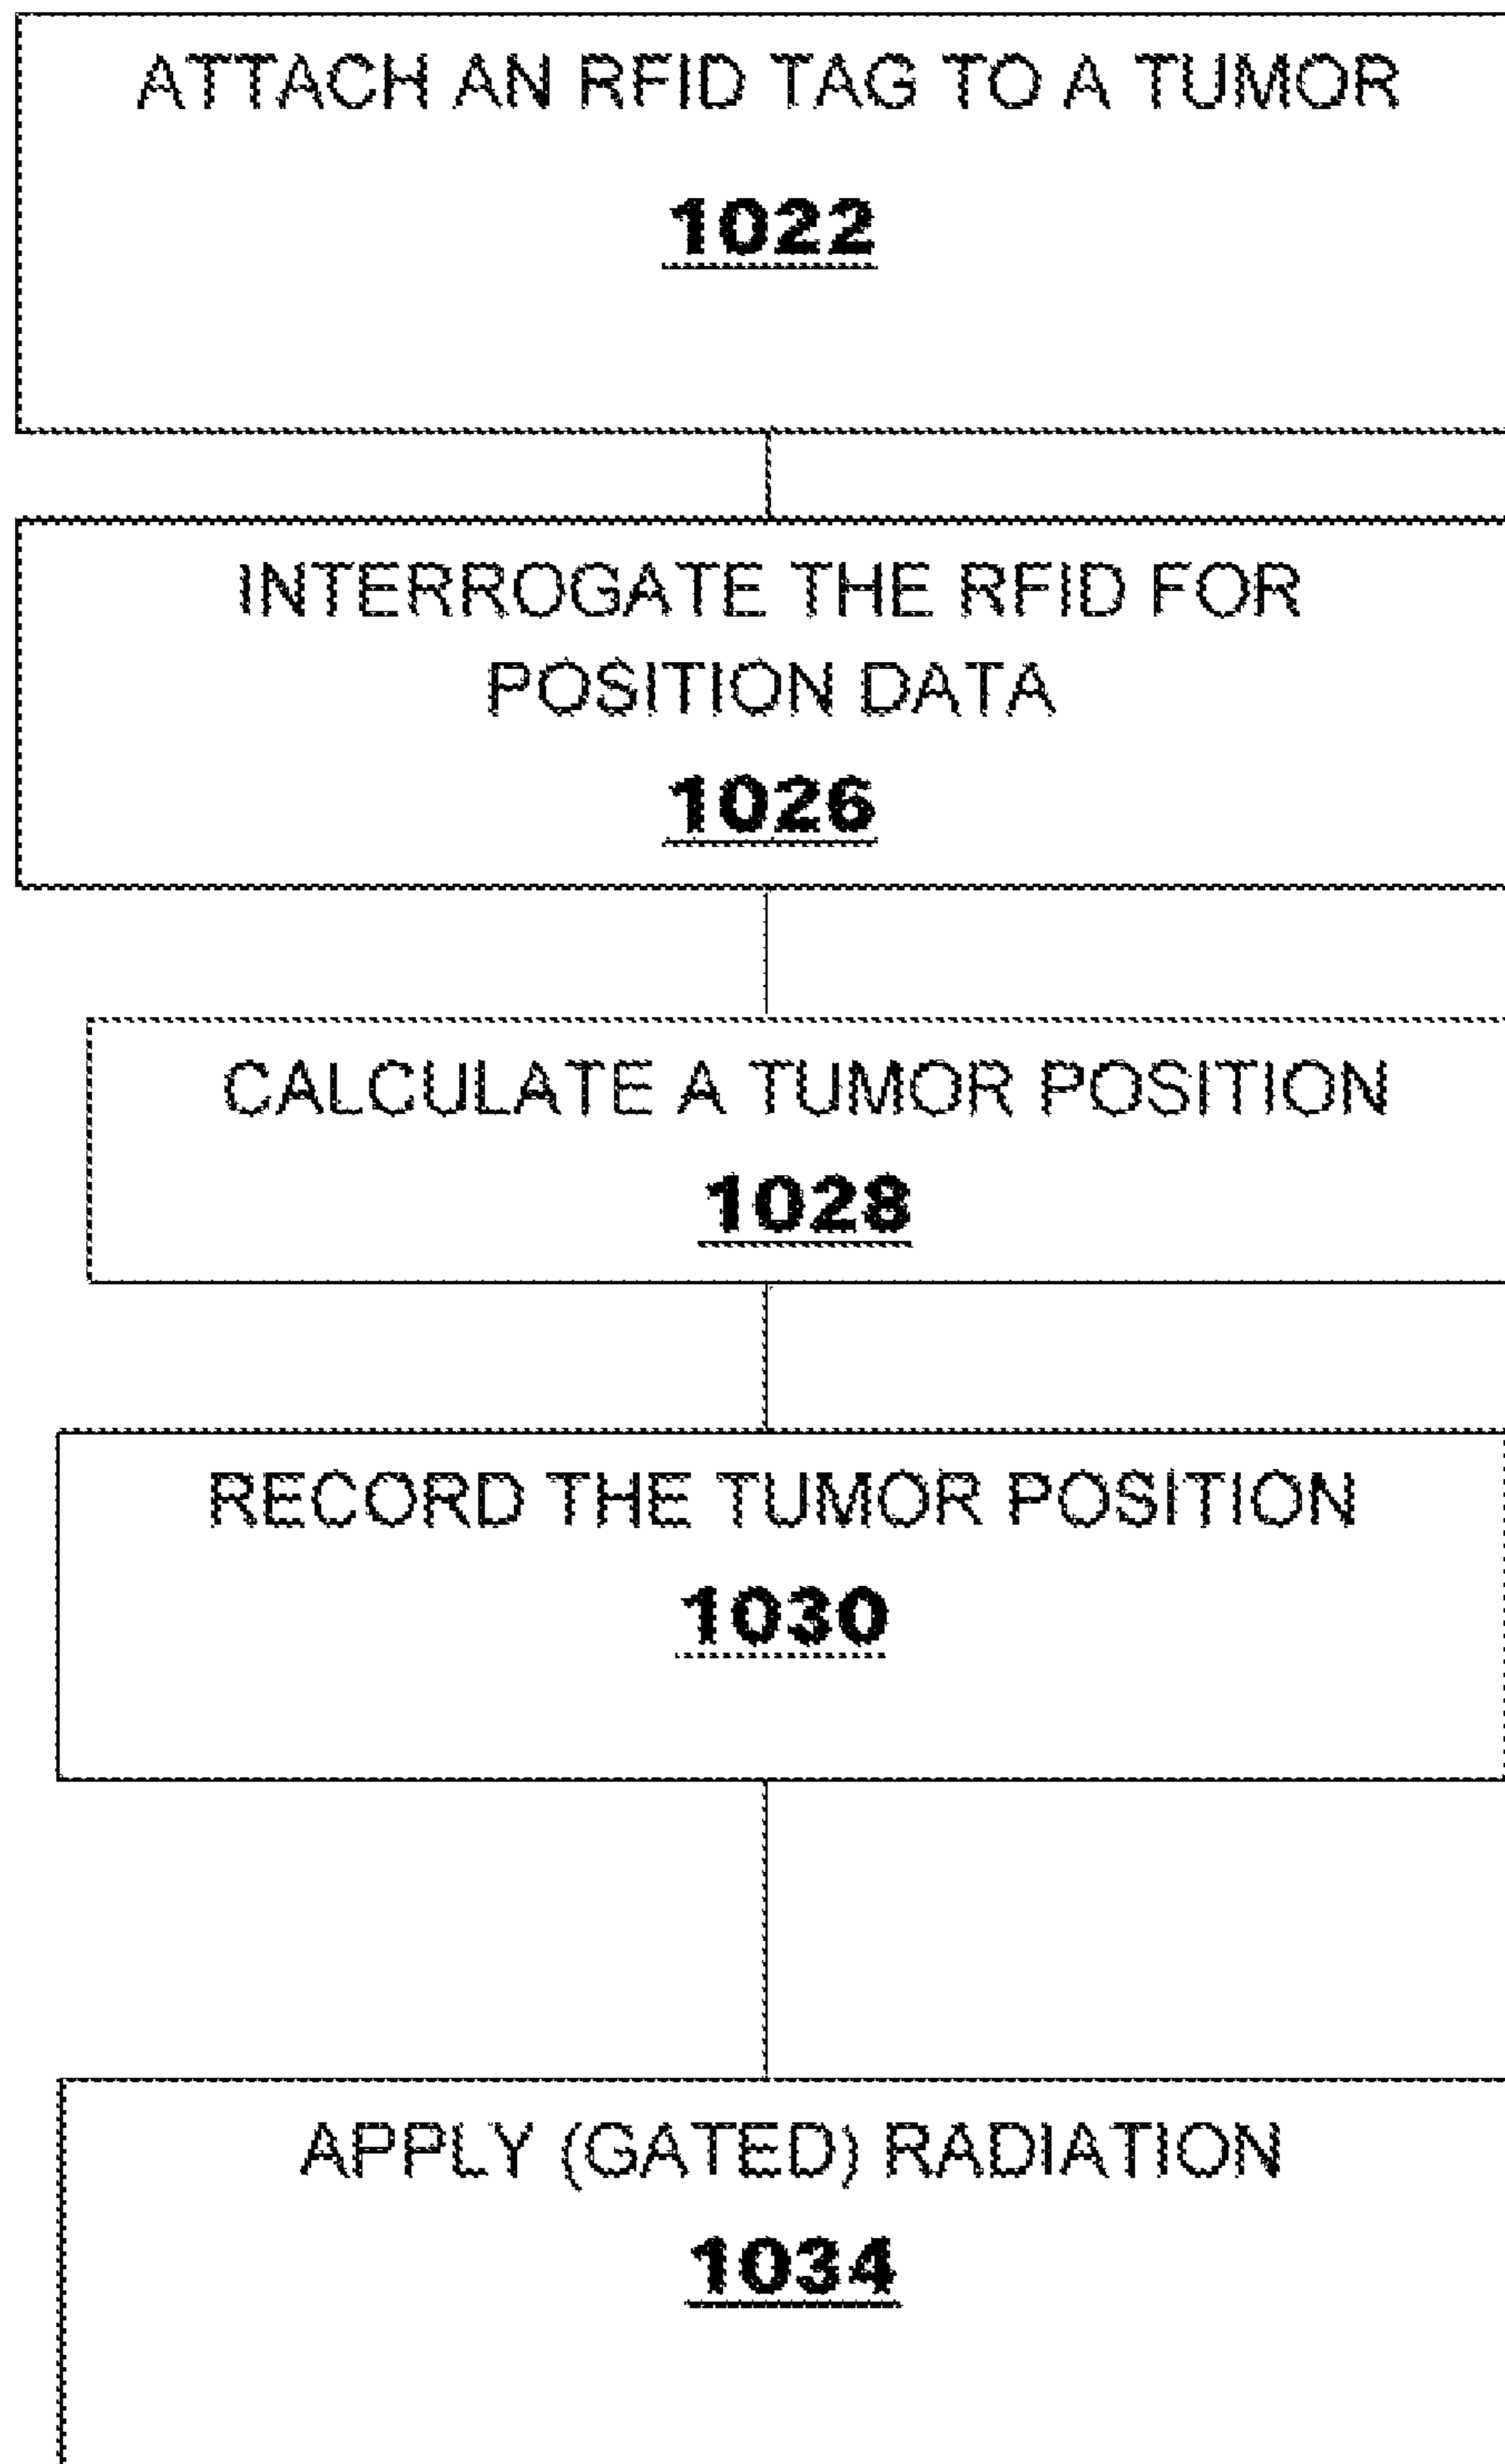 ATTACH AN RFID TAG TO A TUMOR
1022
INTERROGATE THE RFID FOR
POSITION DATA
1026
CALCULATE A TUMOR POSITION
1028
RECORD THE TUMOR POSITION
1030
APPLY (GATED) RADIATION
1034